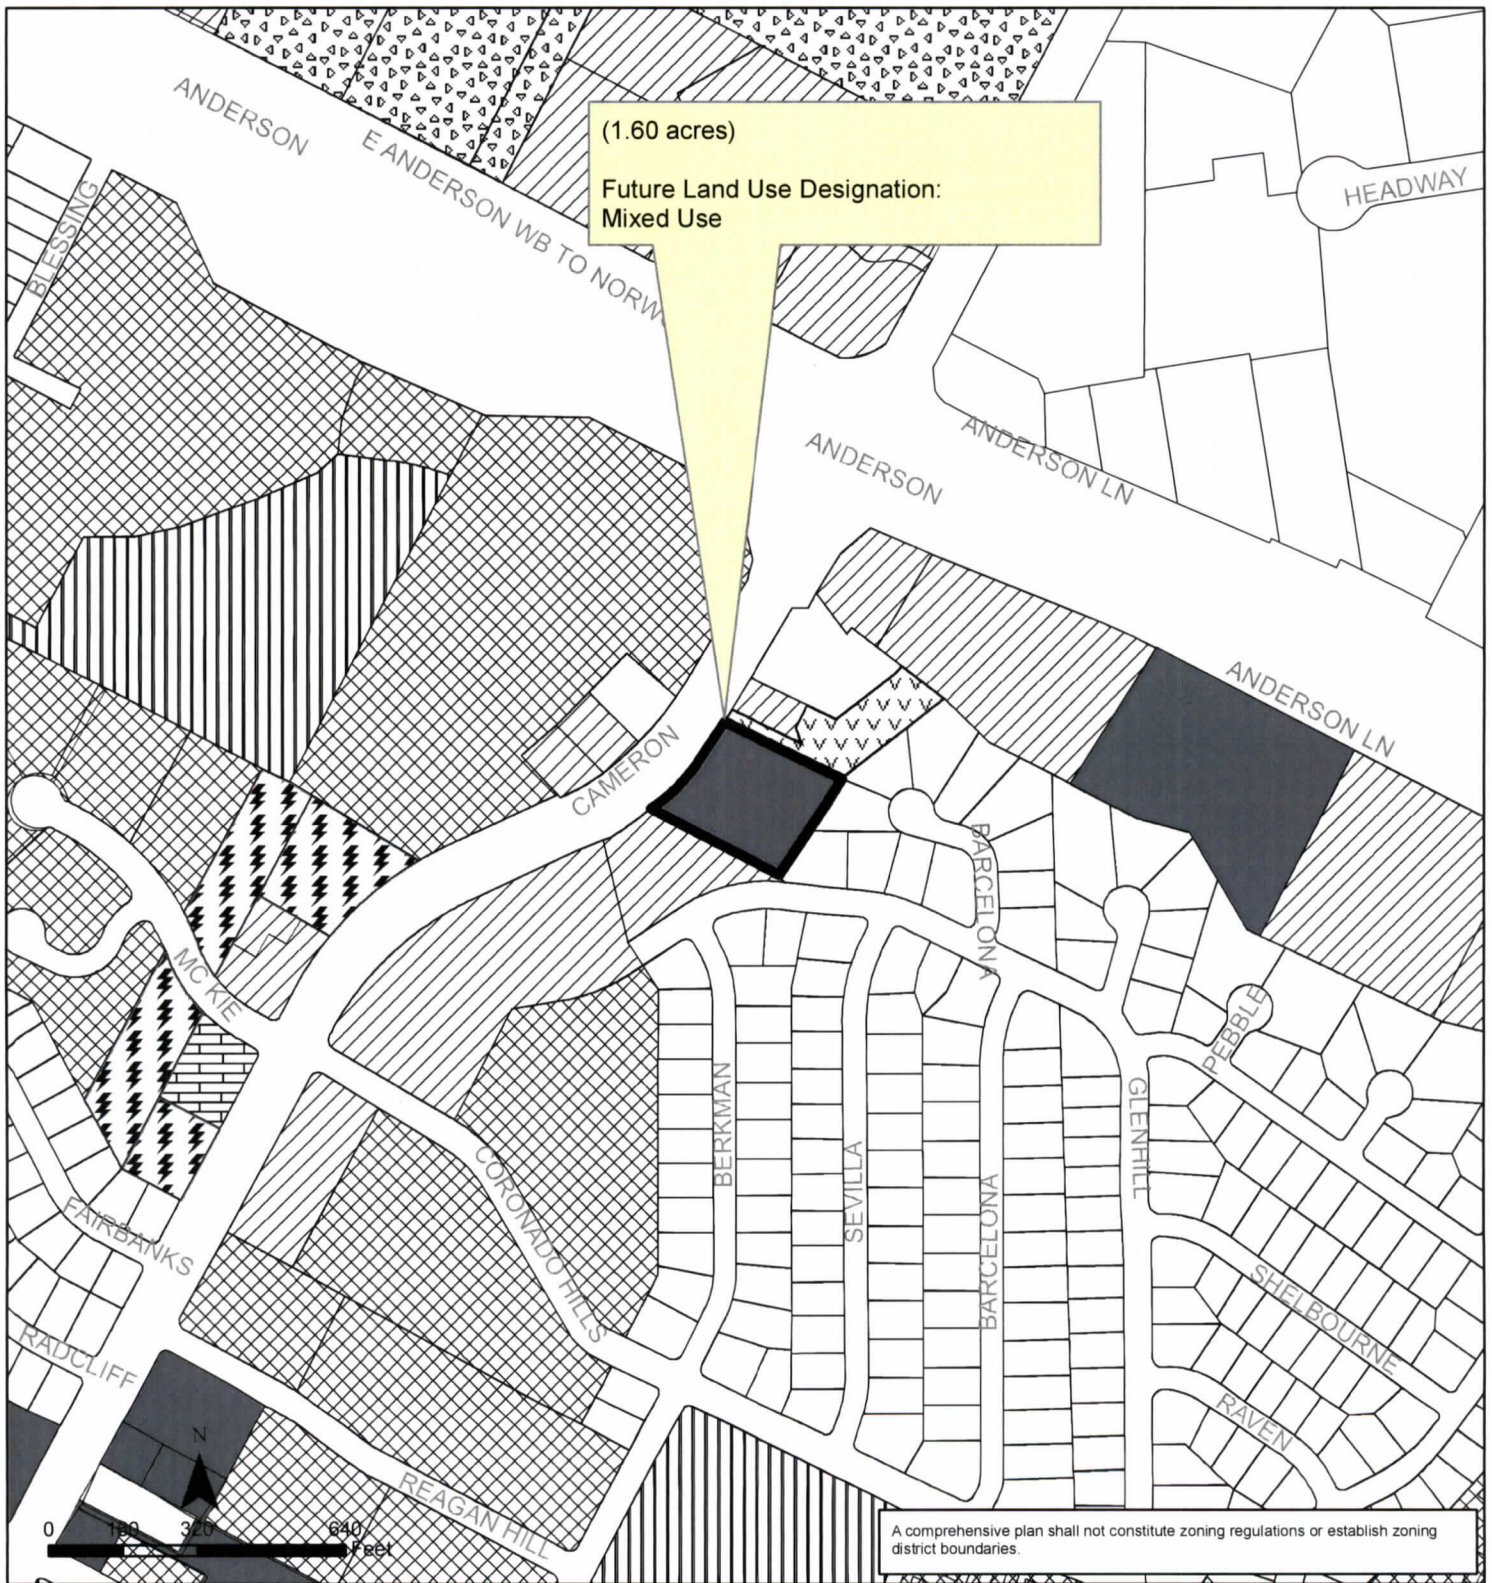 ANDERSON
E ANDERSON WB TO
(1.60 acres)
Future Land Use Designation:
Mixed Use
HEADWAY
BLESSING
ANDERSON
ANDERSON LN
ANDERSON LN
CAMERON
BARCELONA
MC KIE
PEBBLE
BERKMAN
GLENHILL
SEVILLA
BARCELONA
CORONADO HILLS
FAIRBANKS
SHELBOURNE
RADCLIFF
RAVEN
N
REAGAN HILL
0 160 320 640
Feet
A comprehensive plan shall not constitute zoning regulations or establish zoning
district boundaries.